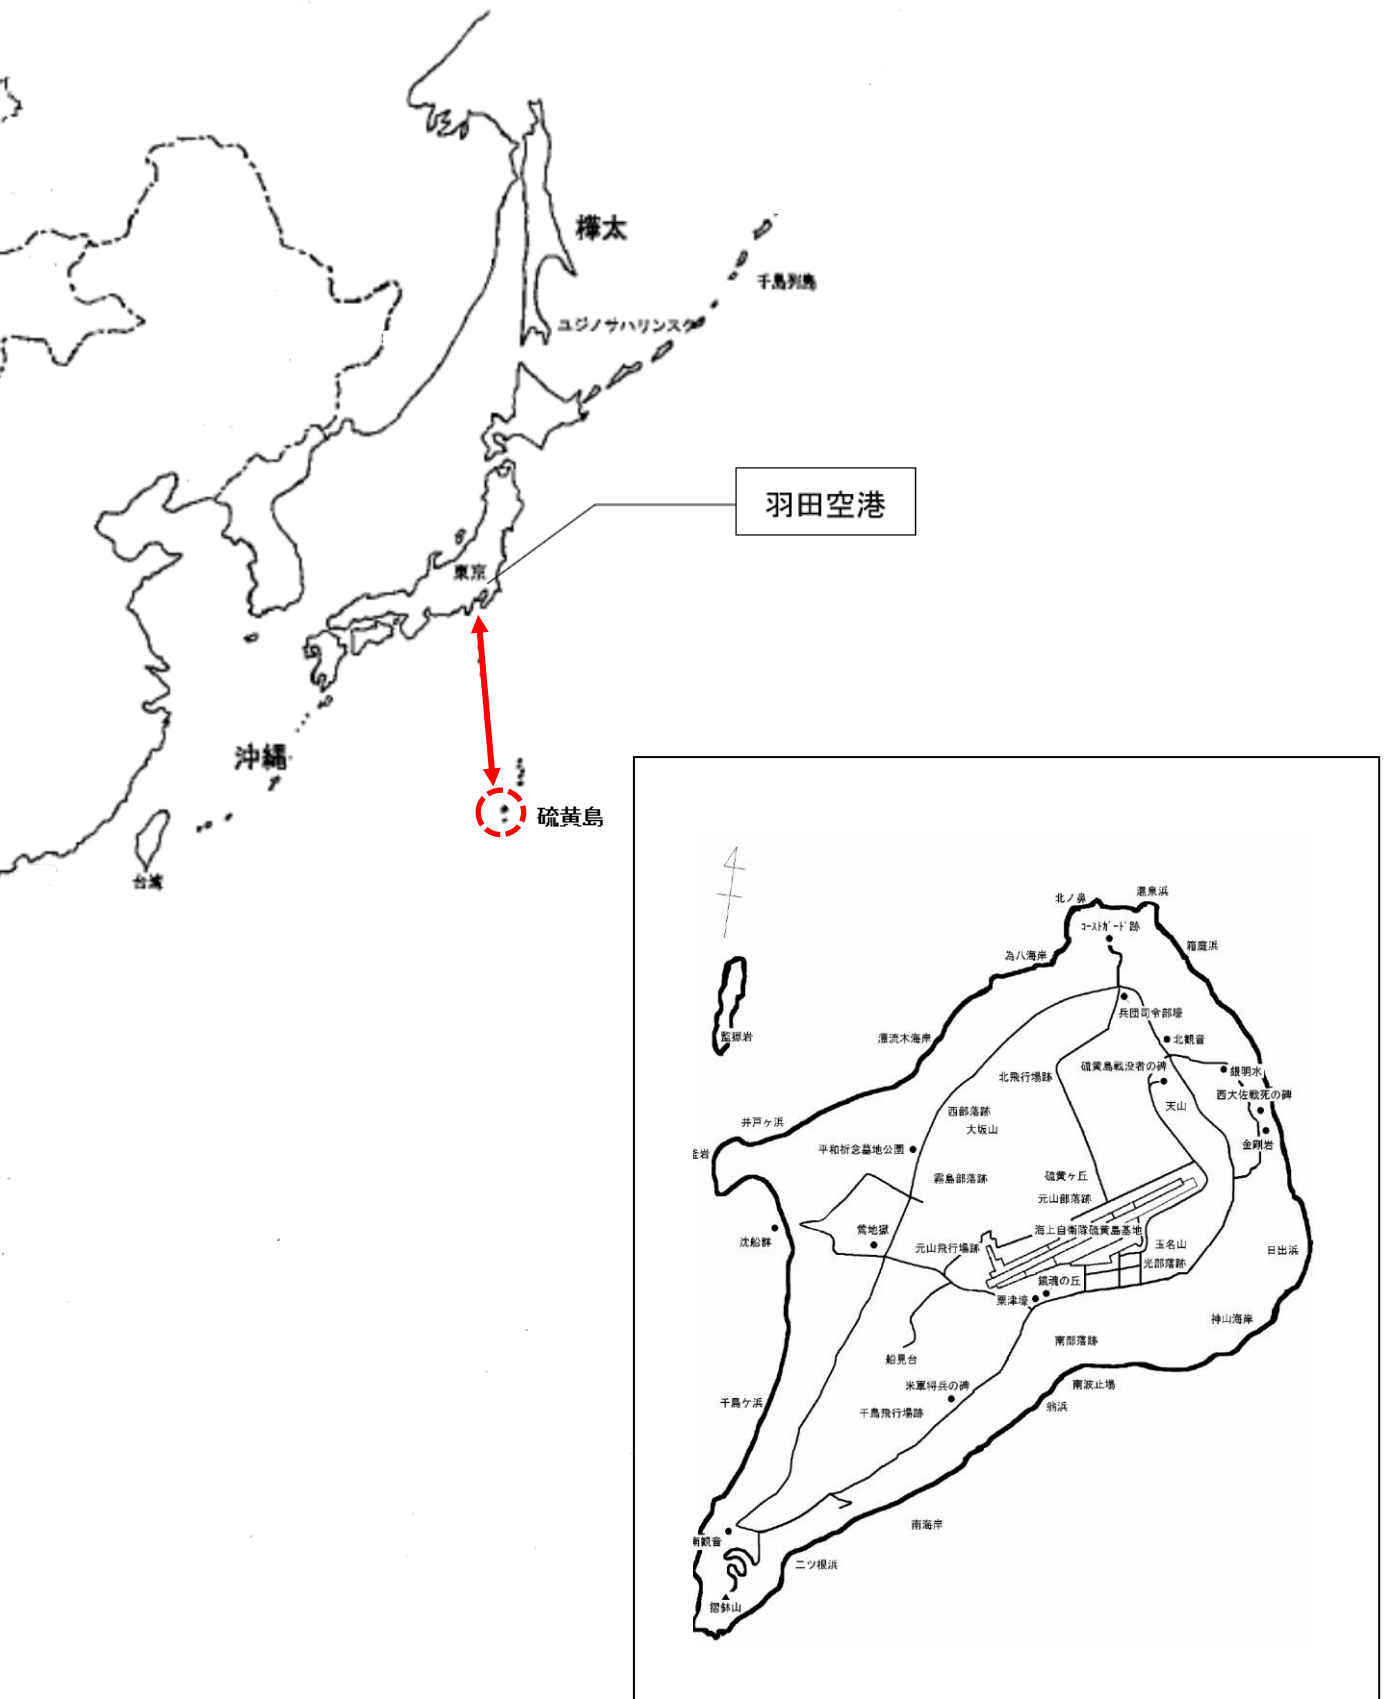 樺太
千島列島
ユジノサハリンスク
羽田空港
東京
沖縄
硫黄島
台湾
北ノ鼻
温泉浜
コーストガード跡
箱庭浜
為八海岸
兵団司令部壕
監獄岩
漂流木海岸
北観音
硫黄島戦没者の碑
銀明水
北飛行場跡
西大佐戦死の碑
西部落跡
天山
井戸ヶ浜
大坂山
金剛岩
平和祈念墓地公園
釜岩
霧島部落跡
硫黄ヶ丘
元山部落跡
海上自衛隊硫黄島基地
沈船群
鶯地獄
元山飛行場跡
玉名山
日出浜
光部落跡
鎮魂の丘
粟津壕
神山海岸
南部落跡
船見台
米軍将兵の碑
南波止場
千鳥ヶ浜
千鳥飛行場跡
翁浜
南海岸
南観音
二ツ根浜
摺鉢山